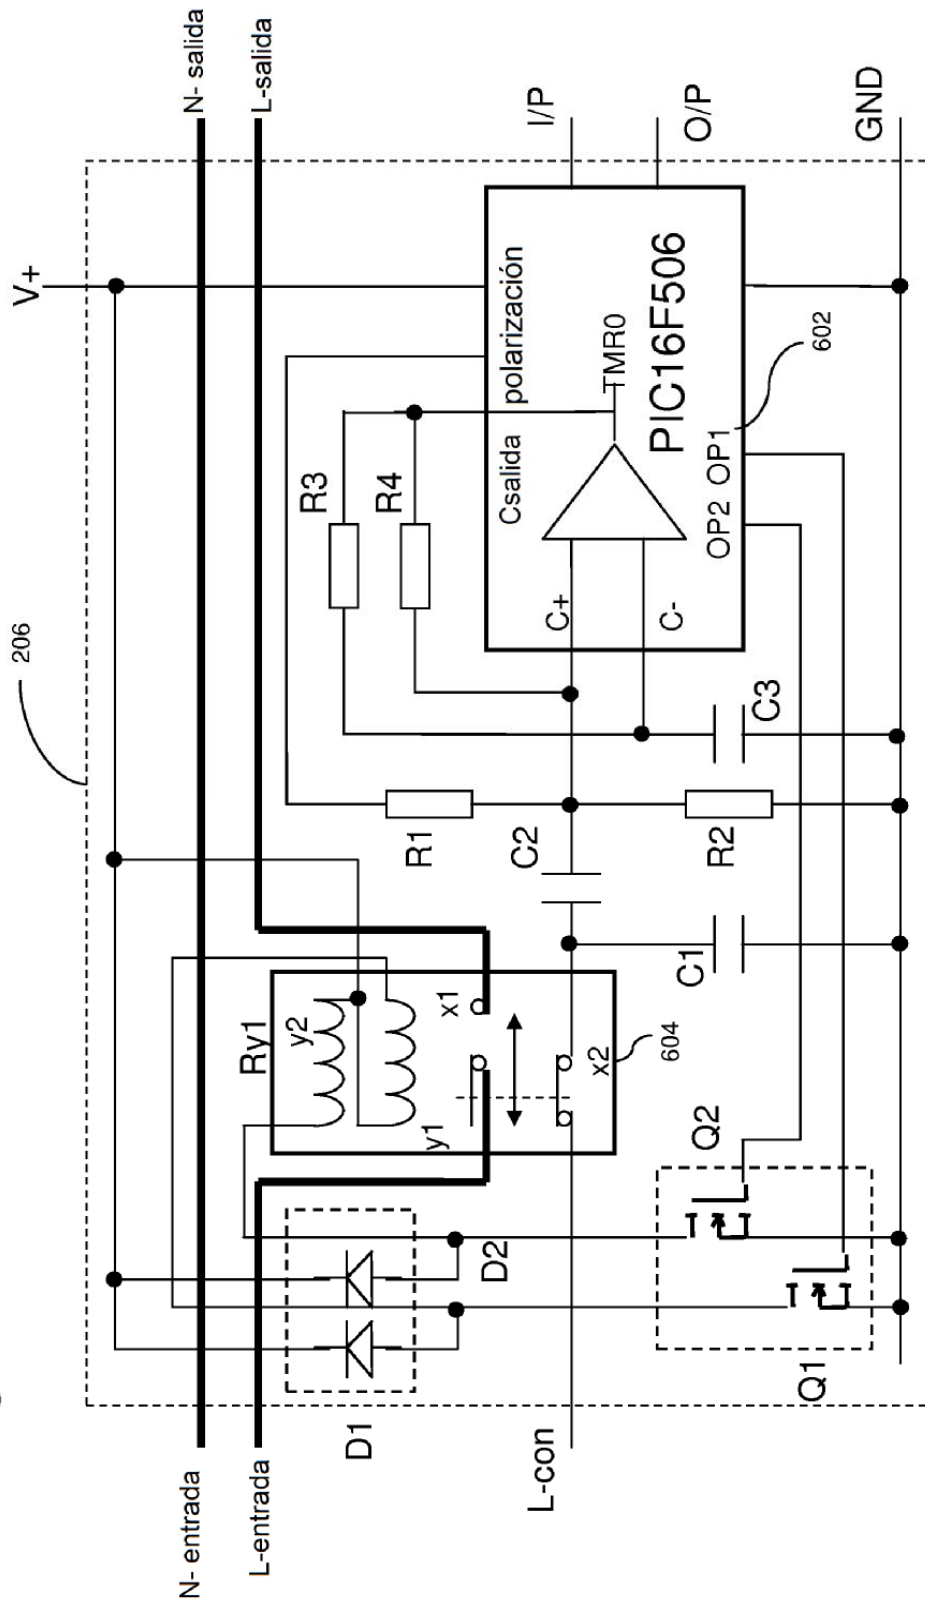 206
V+
N- salida
L-salida
N- entrada
L-entrada
Ry1
y2
y1
x1
x2
604
D1
D2
R3
R4
R1
R2
C2
C1
C3
Csalida
polarización
TMR0
PIC16F506
C+
C-
OP2
OP1
602
I/P
O/P
GND
L-con
Q2
Q1